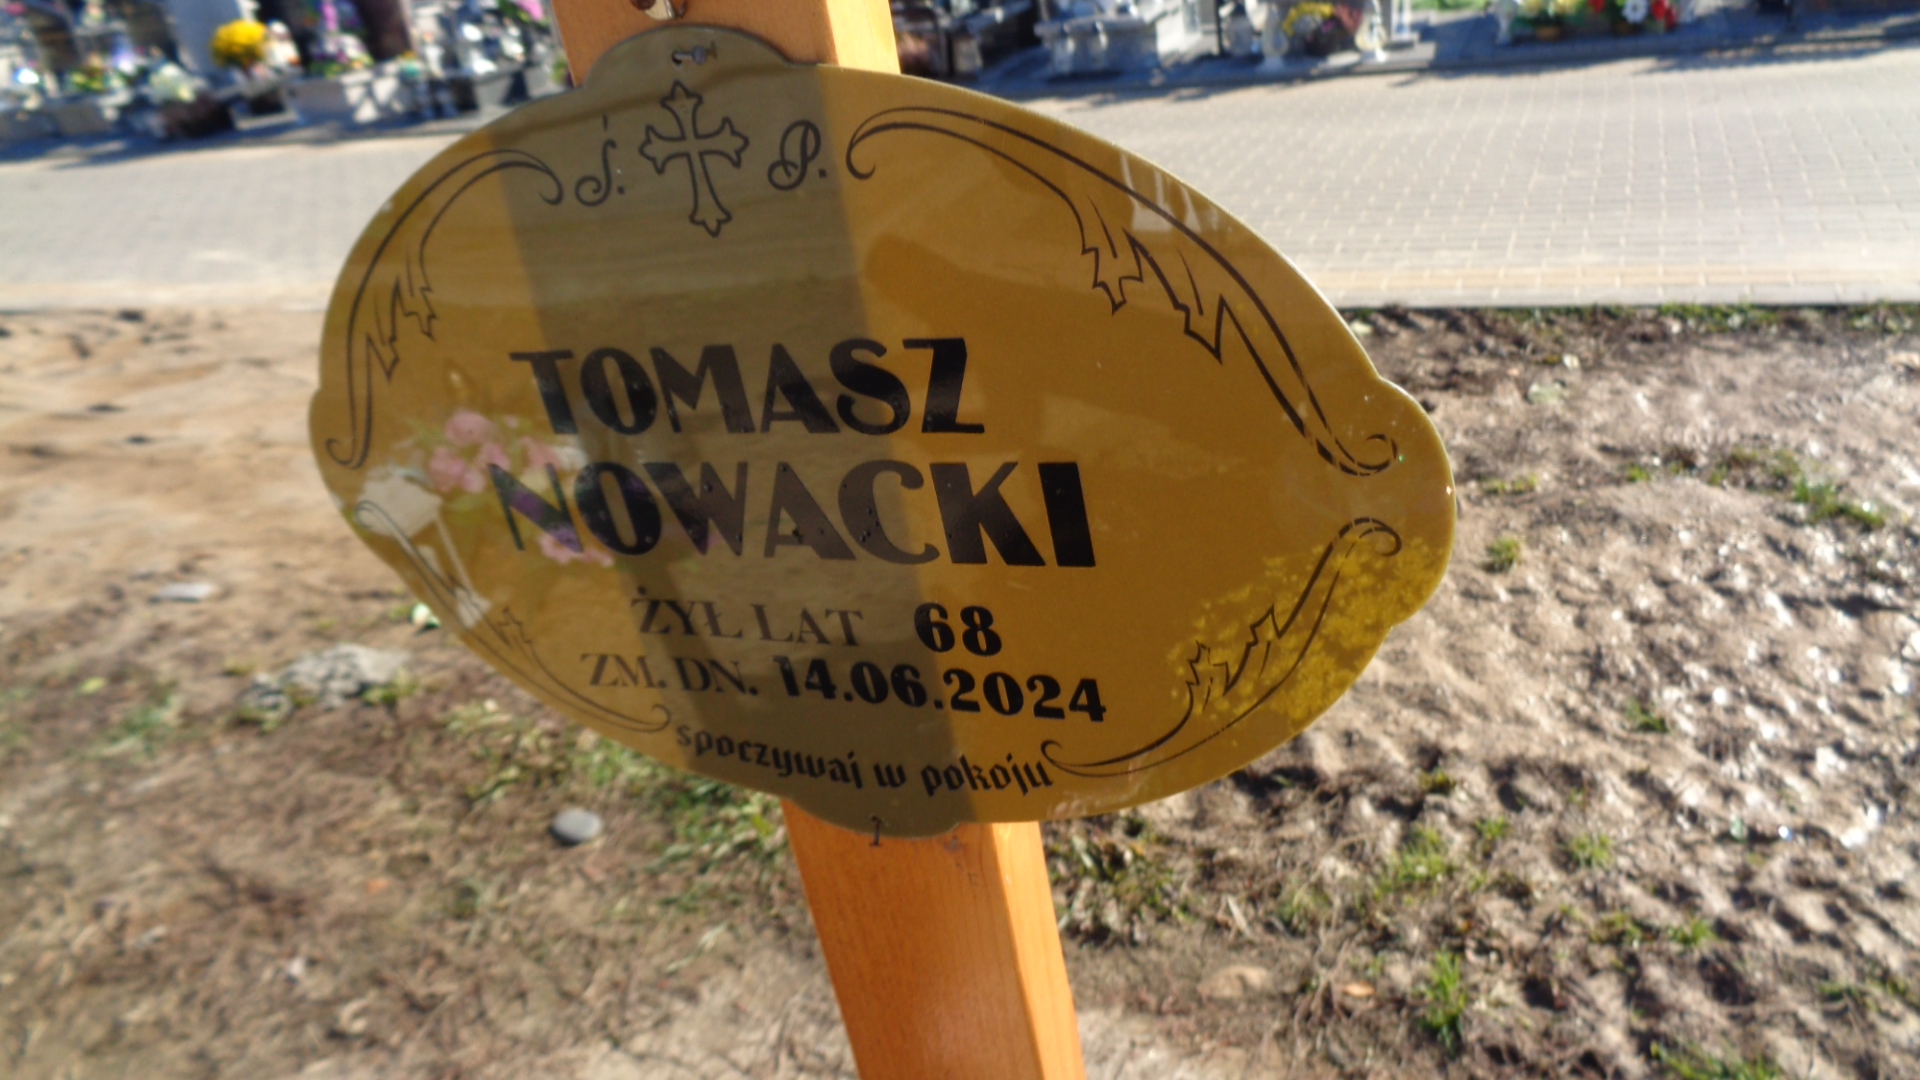 Ś. P.
TOMASZ
NOWACKI
ŻYŁ LAT 68
ZM. DN. 14.06.2024
spoczywaj w pokoju